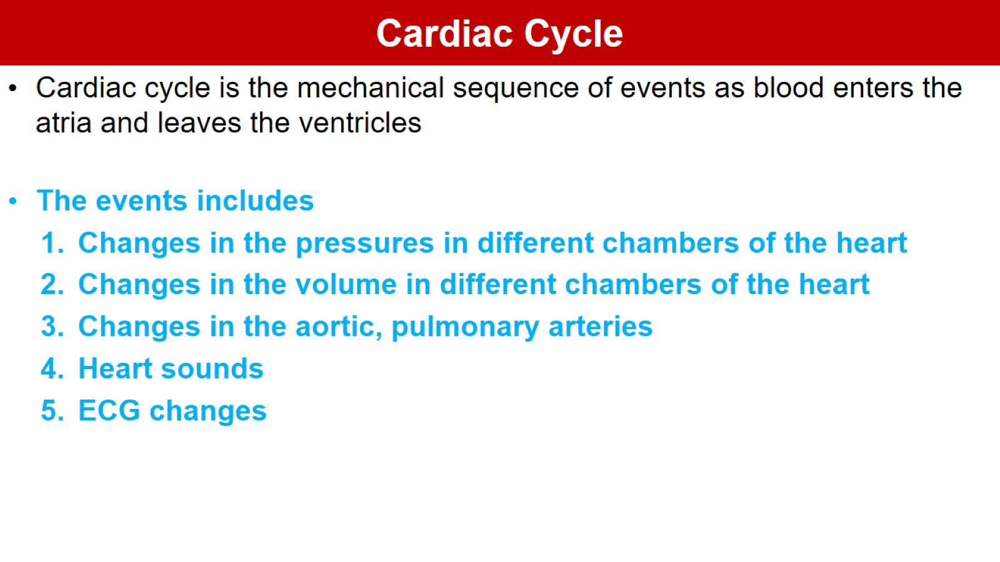 Cardiac Cycle
• Cardiac cycle is the mechanical sequence of events as blood enters the
atria and leaves the ventricles
• The events includes
1. Changes in the pressures in different chambers of the heart
2. Changes in the volume in different chambers of the heart
3. Changes in the aortic, pulmonary arteries
4. Heart sounds
5. ECG changes